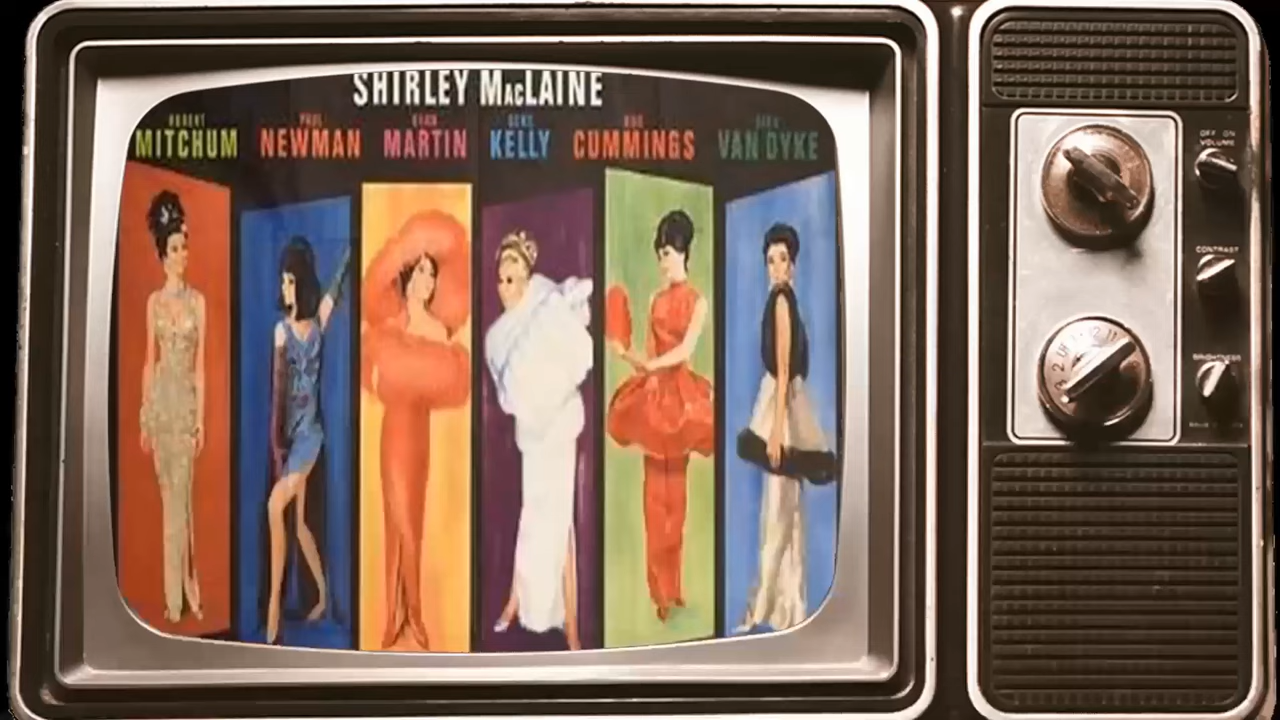 SHIRLEY MACLAINE
ROBERT PAUL DEAN GENE BOB DICK
MITCHUM NEWMAN MARTIN KELLY CUMMINGS VAN DYKE
OFF ON
VOLUME
CONTRAST
BRIGHTNESS